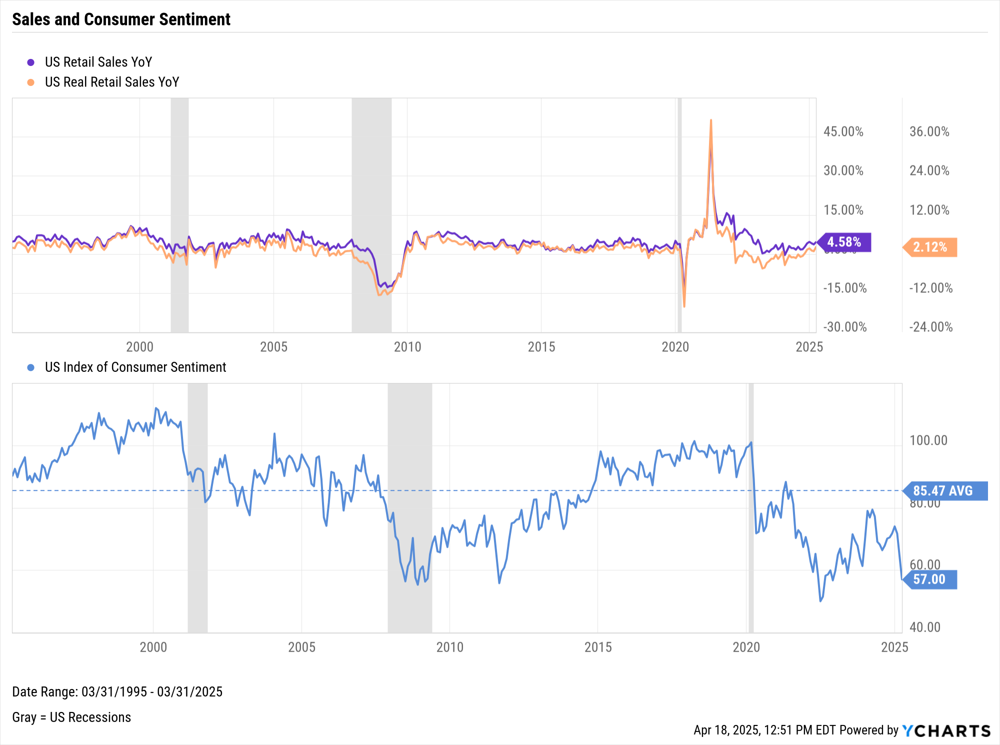 Sales and Consumer Sentiment
US Retail Sales YoY
US Real Retail Sales YoY
45.00% 36.00%
30.00% 24.00%
15.00% 12.00%
4.58% 2.12%
-15.00% -12.00%
-30.00% -24.00%
2000 2005 2010 2015 2020 2025
US Index of Consumer Sentiment
100.00
85.47 AVG
80.00
60.00
57.00
40.00
2000 2005 2010 2015 2020 2025
Date Range: 03/31/1995 - 03/31/2025
Gray = US Recessions
Apr 18, 2025, 12:51 PM EDT Powered by YCHARTS